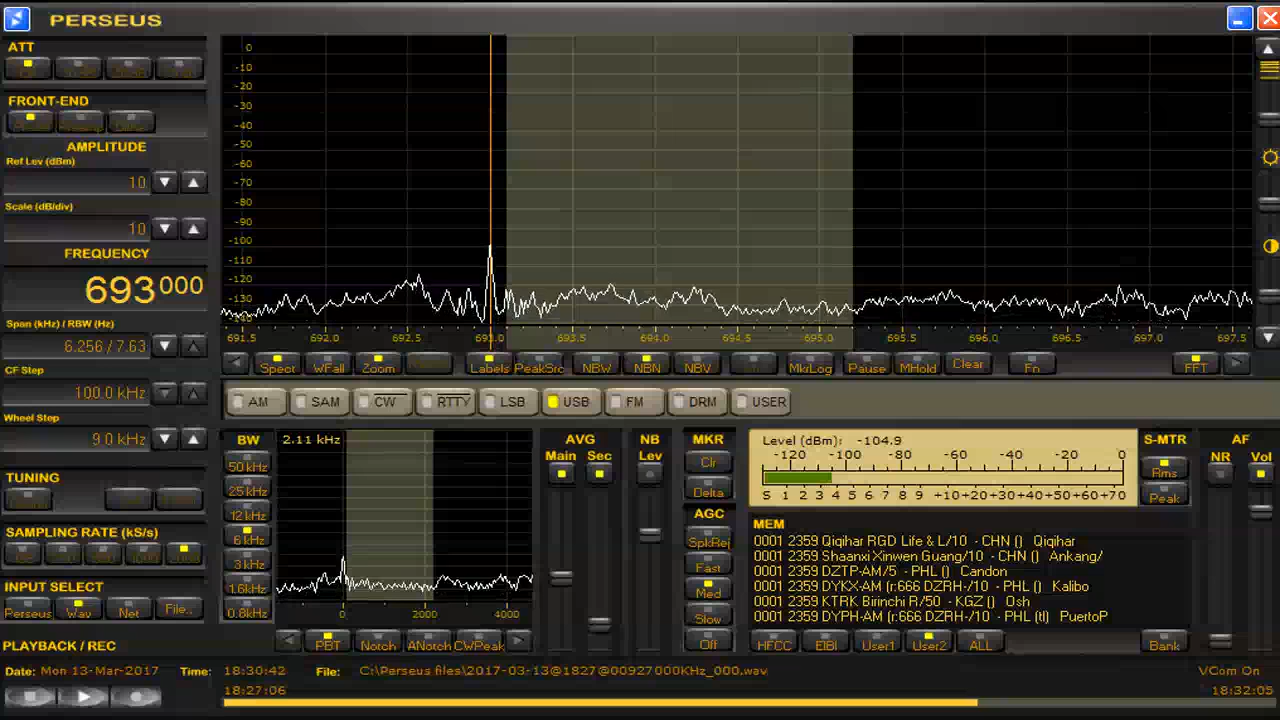 PERSEUS
ATT
FRONT-END
AMPLITUDE
Ref Lev (dBm)
10
Scale (dB/div)
10
FREQUENCY
693000
Span (kHz) / RBW (Hz)
6.256 / 7.63
CF Step
100.0 kHz
Wheel Step
9.0 kHz
TUNING
SAMPLING RATE (kS/s)
INPUT SELECT
Perseus Wav Net File..
0
-10
-20
-30
-40
-50
-60
-70
-80
-90
-100
-110
-120
-130
-140
691.5 692.0 692.5 693.0 693.5 694.0 694.5 695.0 695.5 696.0 696.5 697.0 697.5
Spect WFall Zoom Labels PeakSrc NBW NBN NBV MkrLog Pause MHold Clear Fn FFT
AM SAM CW RTTY LSB USB FM DRM USER
BW
50 kHz
25 kHz
12 kHz
6 kHz
3 kHz
1.6kHz
0.8kHz
2.11 kHz
0 2000 4000
PBT Notch ANotch CWPeak
AVG
Main Sec
NB
Lev
MKR
Clr
Delta
AGC
SpkRej
Fast
Med
Slow
Off
Level (dBm): -104.9
-120 -100 -80 -60 -40 -20 0
S 1 2 3 4 5 6 7 8 9 +10+20+30+40+50+60+70
S-MTR
Rms
Peak
AF
NR Vol
MEM
0001 2359 Qiqihar RGD Life & L/10 - CHN () Qiqihar
0001 2359 Shaanxi Xinwen Guang/10 - CHN () Ankang/
0001 2359 DZTP-AM/5 - PHL () Candon
0001 2359 DYKX-AM (r:666 DZRH-/10 - PHL () Kalibo
0001 2359 KTRK Birinchi R/50 - KGZ () Osh
0001 2359 DYPH-AM (r:666 DZRH-/10 - PHL (tl) PuertoP
HFCC EIBI User1 User2 ALL Bank
PLAYBACK / REC
Date: Mon 13-Mar-2017 Time: 18:30:42 File: C:\Perseus files\2017-03-13@1827@00927000KHz_000.wav VCom On
18:27:06 18:32:05